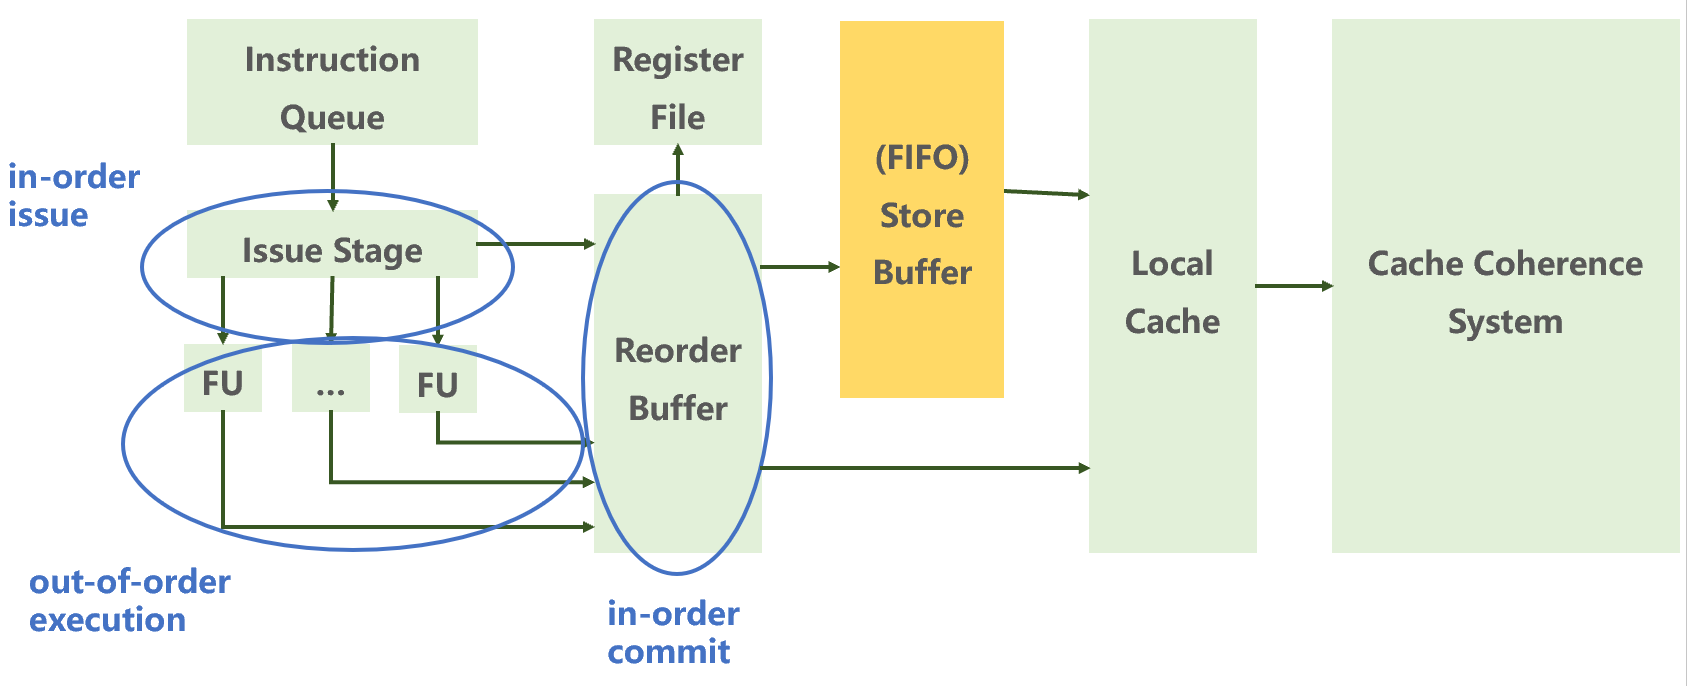 Instruction
Queue
Register
File
(FIFO)
Store
Buffer
in-order
issue
Issue Stage
Local
Cache
Cache Coherence
System
FU
...
FU
Reorder
Buffer
out-of-order
execution
in-order
commit